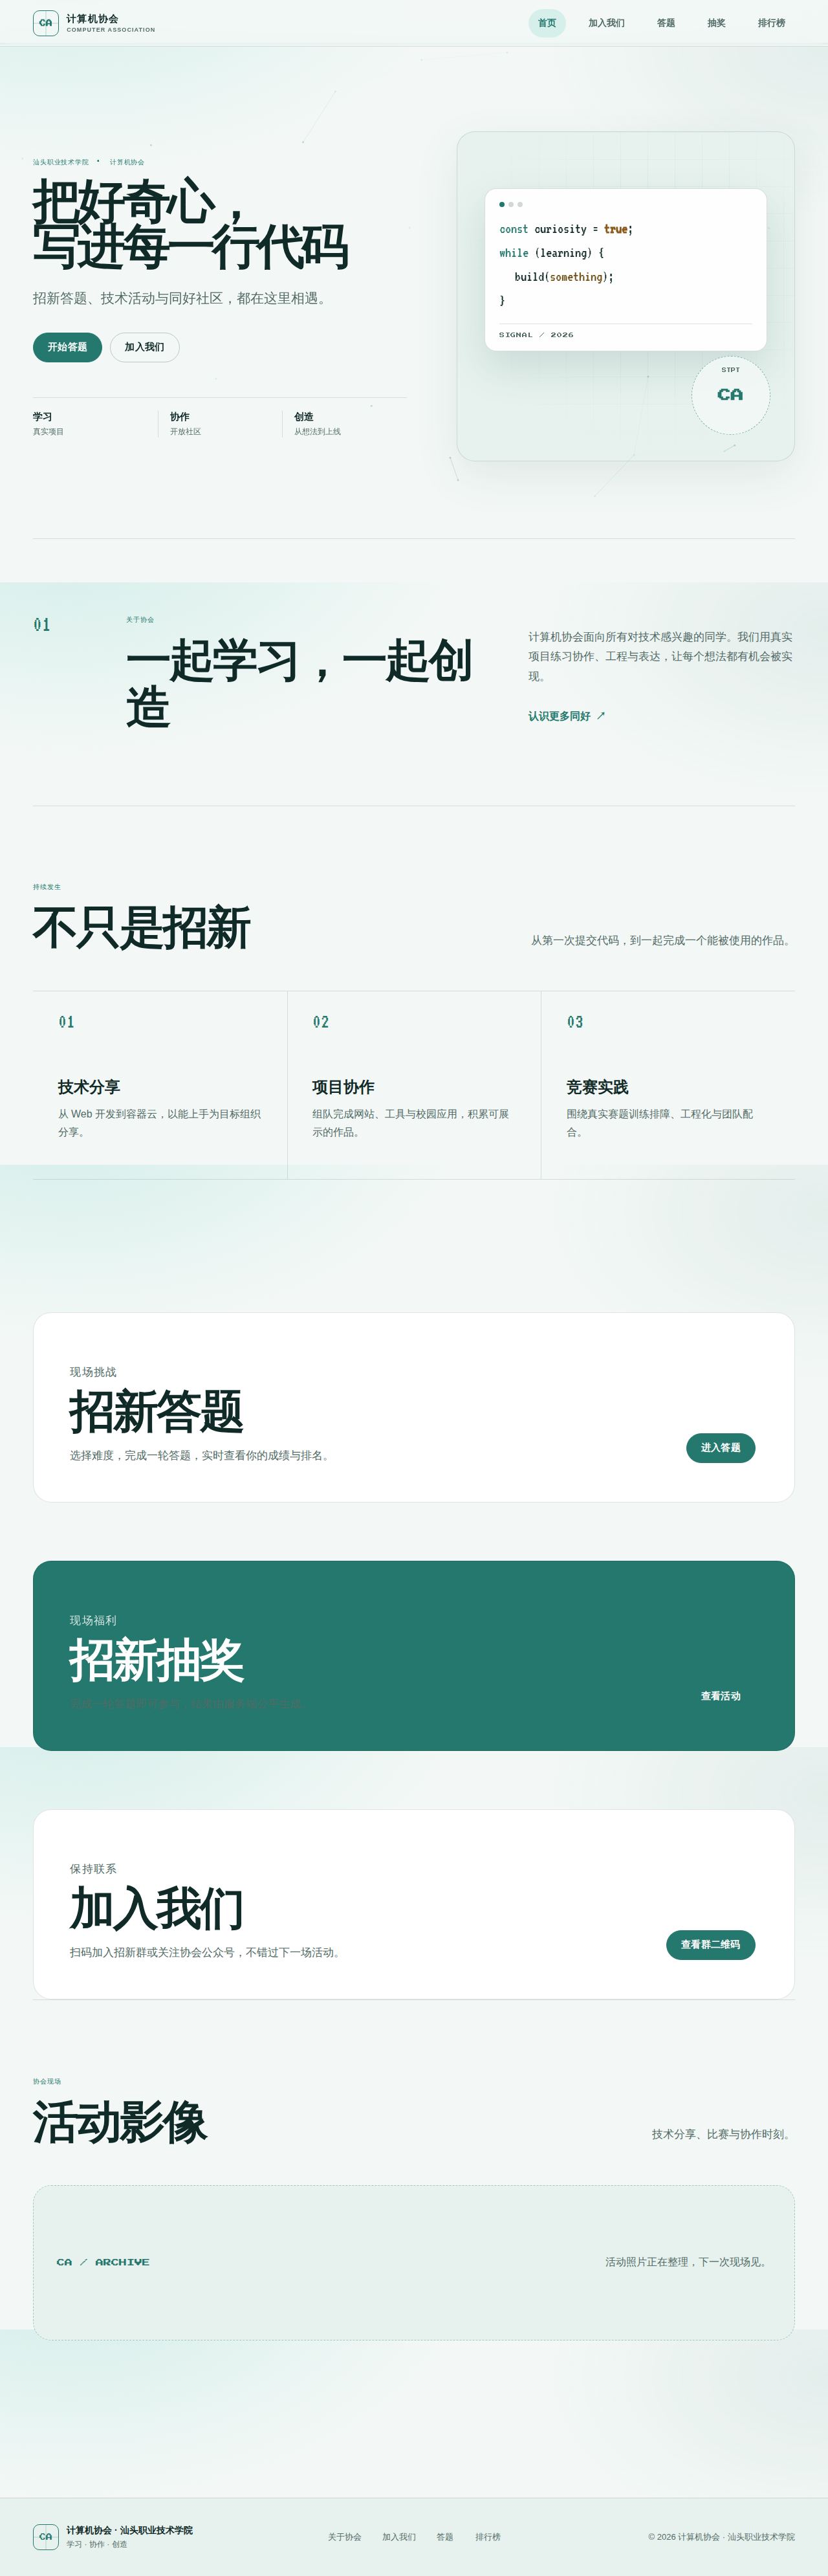 CA 计算机协会
COMPUTER ASSOCIATION
首页 加入我们 答题 抽奖 排行榜
汕头职业技术学院 • 计算机协会
把好奇心，
写进每一行代码
招新答题、技术活动与同好社区，都在这里相遇。
开始答题 加入我们
学习 协作 创造
真实项目 开放社区 从想法到上线
const curiosity = true;
while (learning) {
build(something);
}
SIGNAL / 2026
STPT
CA
01
关于协会
一起学习，一起创
造
计算机协会面向所有对技术感兴趣的同学。我们用真实
项目练习协作、工程与表达，让每个想法都有机会被实
现。
认识更多同好 ↗
持续发生
不只是招新
从第一次提交代码，到一起完成一个能被使用的作品。
01
技术分享
从 Web 开发到容器云，以能上手为目标组织
分享。
02
项目协作
组队完成网站、工具与校园应用，积累可展
示的作品。
03
竞赛实践
围绕真实赛题训练排障、工程化与团队配
合。
现场挑战
招新答题
选择难度，完成一轮答题，实时查看你的成绩与排名。
进入答题
现场福利
招新抽奖
查看活动
保持联系
加入我们
扫码加入招新群或关注协会公众号，不错过下一场活动。
查看群二维码
协会现场
活动影像
技术分享、比赛与协作时刻。
CA / ARCHIVE
活动照片正在整理，下一次现场见。
CA 计算机协会 · 汕头职业技术学院
学习 · 协作 · 创造
关于协会 加入我们 答题 排行榜
© 2026 计算机协会 · 汕头职业技术学院